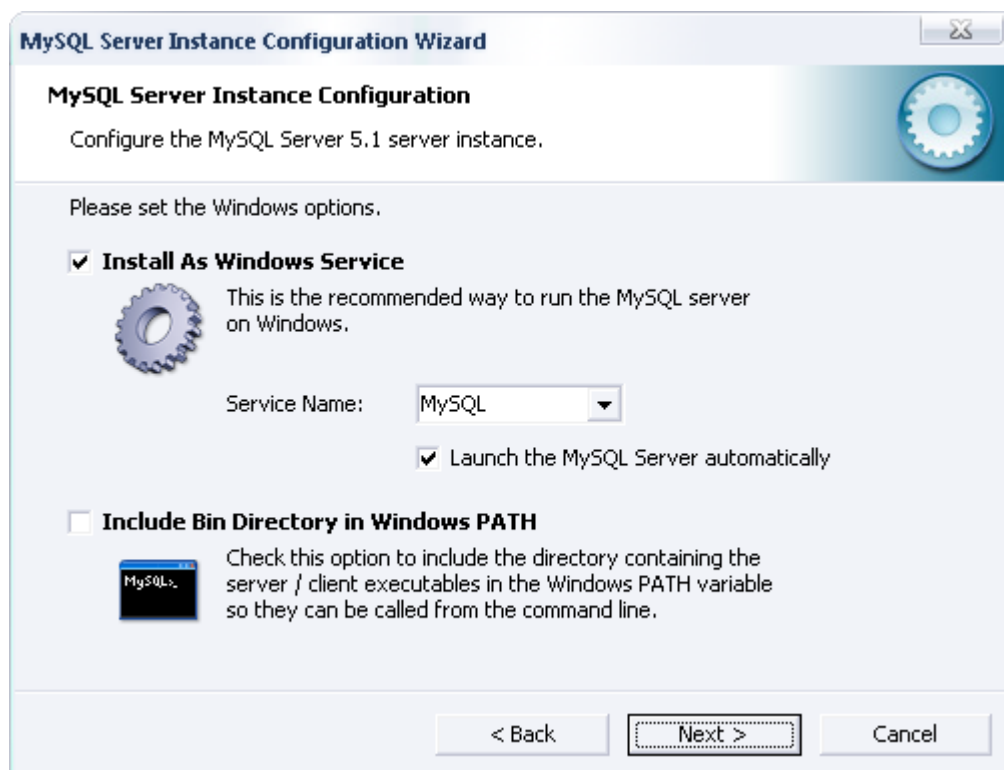 MySQL Server Instance Configuration Wizard
MySQL Server Instance Configuration
Configure the MySQL Server 5.1 server instance.
Please set the Windows options.
Install As Windows Service
This is the recommended way to run the MySQL server
on Windows.
Service Name: MySQL
Launch the MySQL Server automatically
Include Bin Directory in Windows PATH
MySQL>_
Check this option to include the directory containing the
server / client executables in the Windows PATH variable
so they can be called from the command line.
< Back Next > Cancel